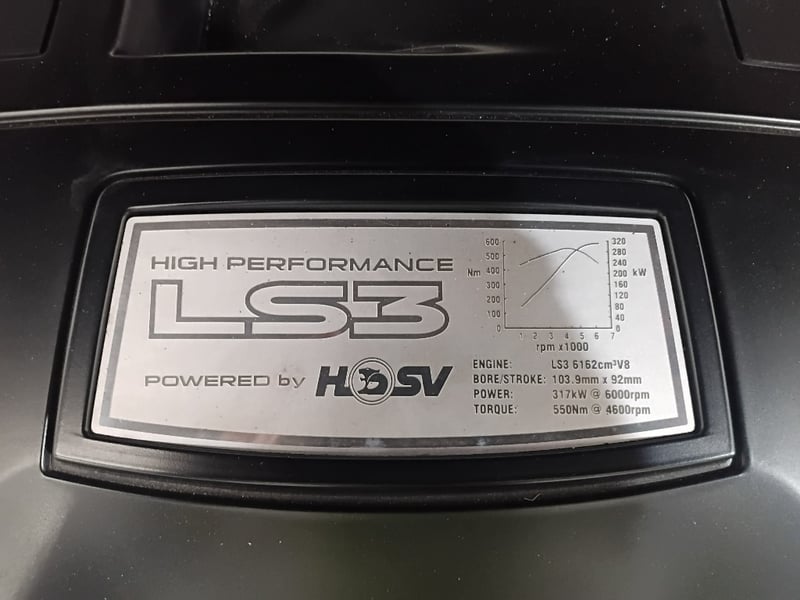 HIGH PERFORMANCE
LS3
POWERED by HSV
600
500
Nm 400
300
200
100
0
320
280
240
200 kW
160
120
80
40
0
1 2 3 4 5 6 7
rpm x1000
ENGINE: LS3 6162cm³V8
BORE/STROKE: 103.9mm x 92mm
POWER: 317kW @ 6000rpm
TORQUE: 550Nm @ 4600rpm